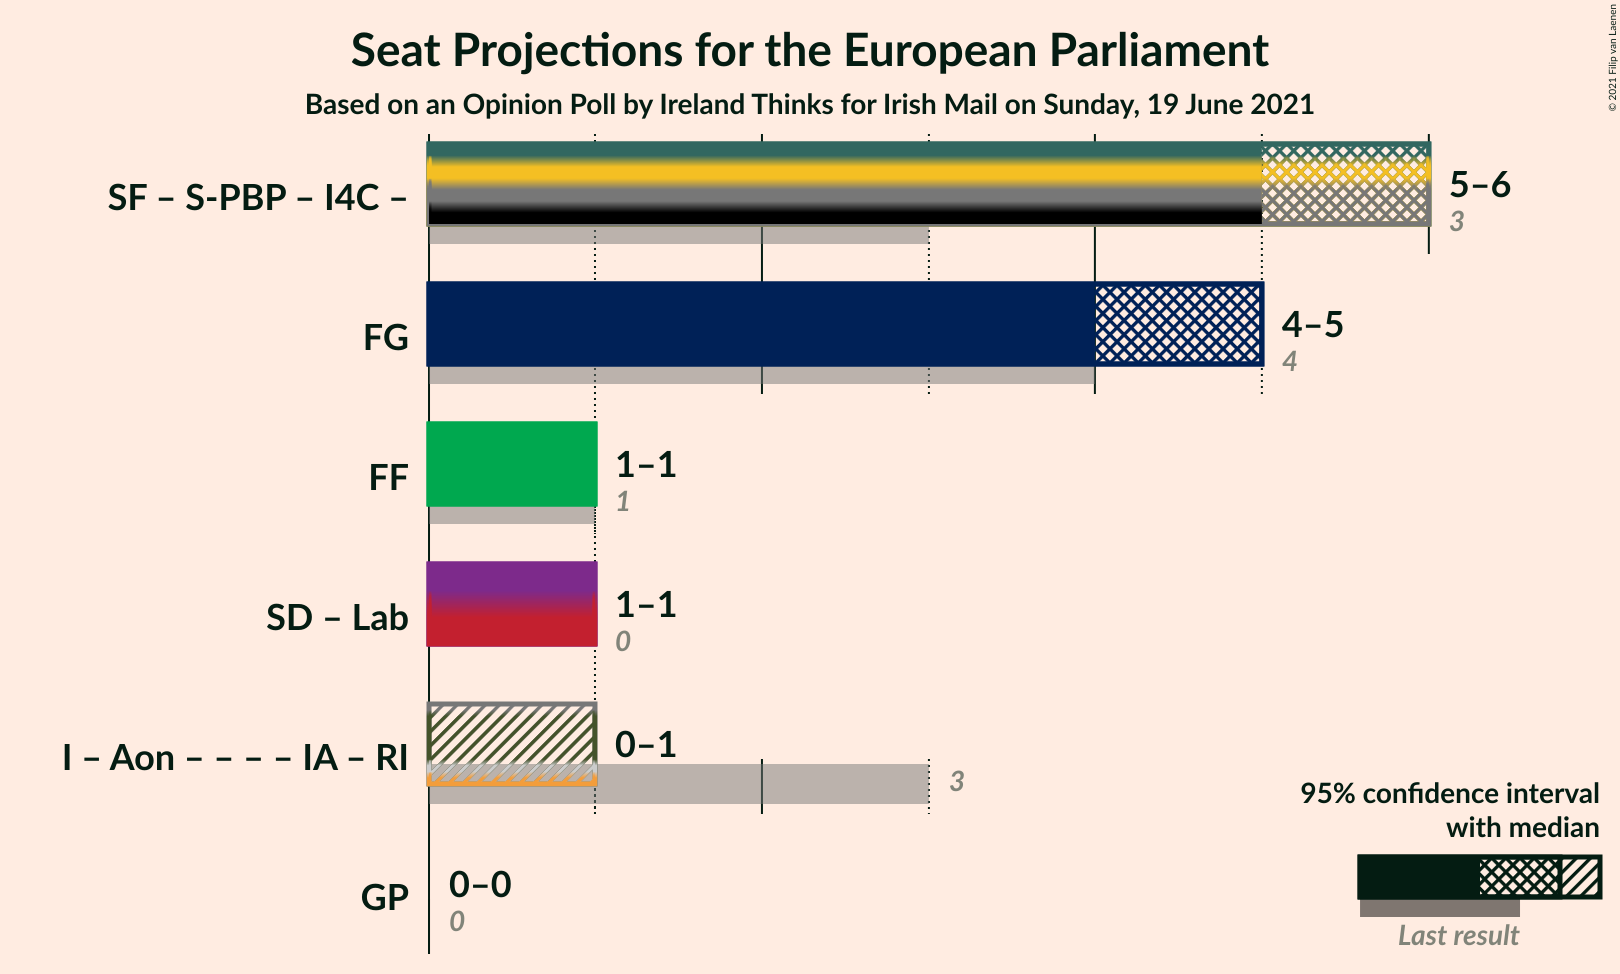 Seat Projections for the European Parliament
Based on an Opinion Poll by Ireland Thinks for Irish Mail on Sunday, 19 June 2021
© 2021 Filip van Laenen
SF – S-PBP – I4C –
5–6
3
FG
4–5
4
FF
1–1
1
SD – Lab
1–1
0
I – Aon – – – – IA – RI
0–1
3
GP
0–0
0
95% confidence interval
with median
Last result